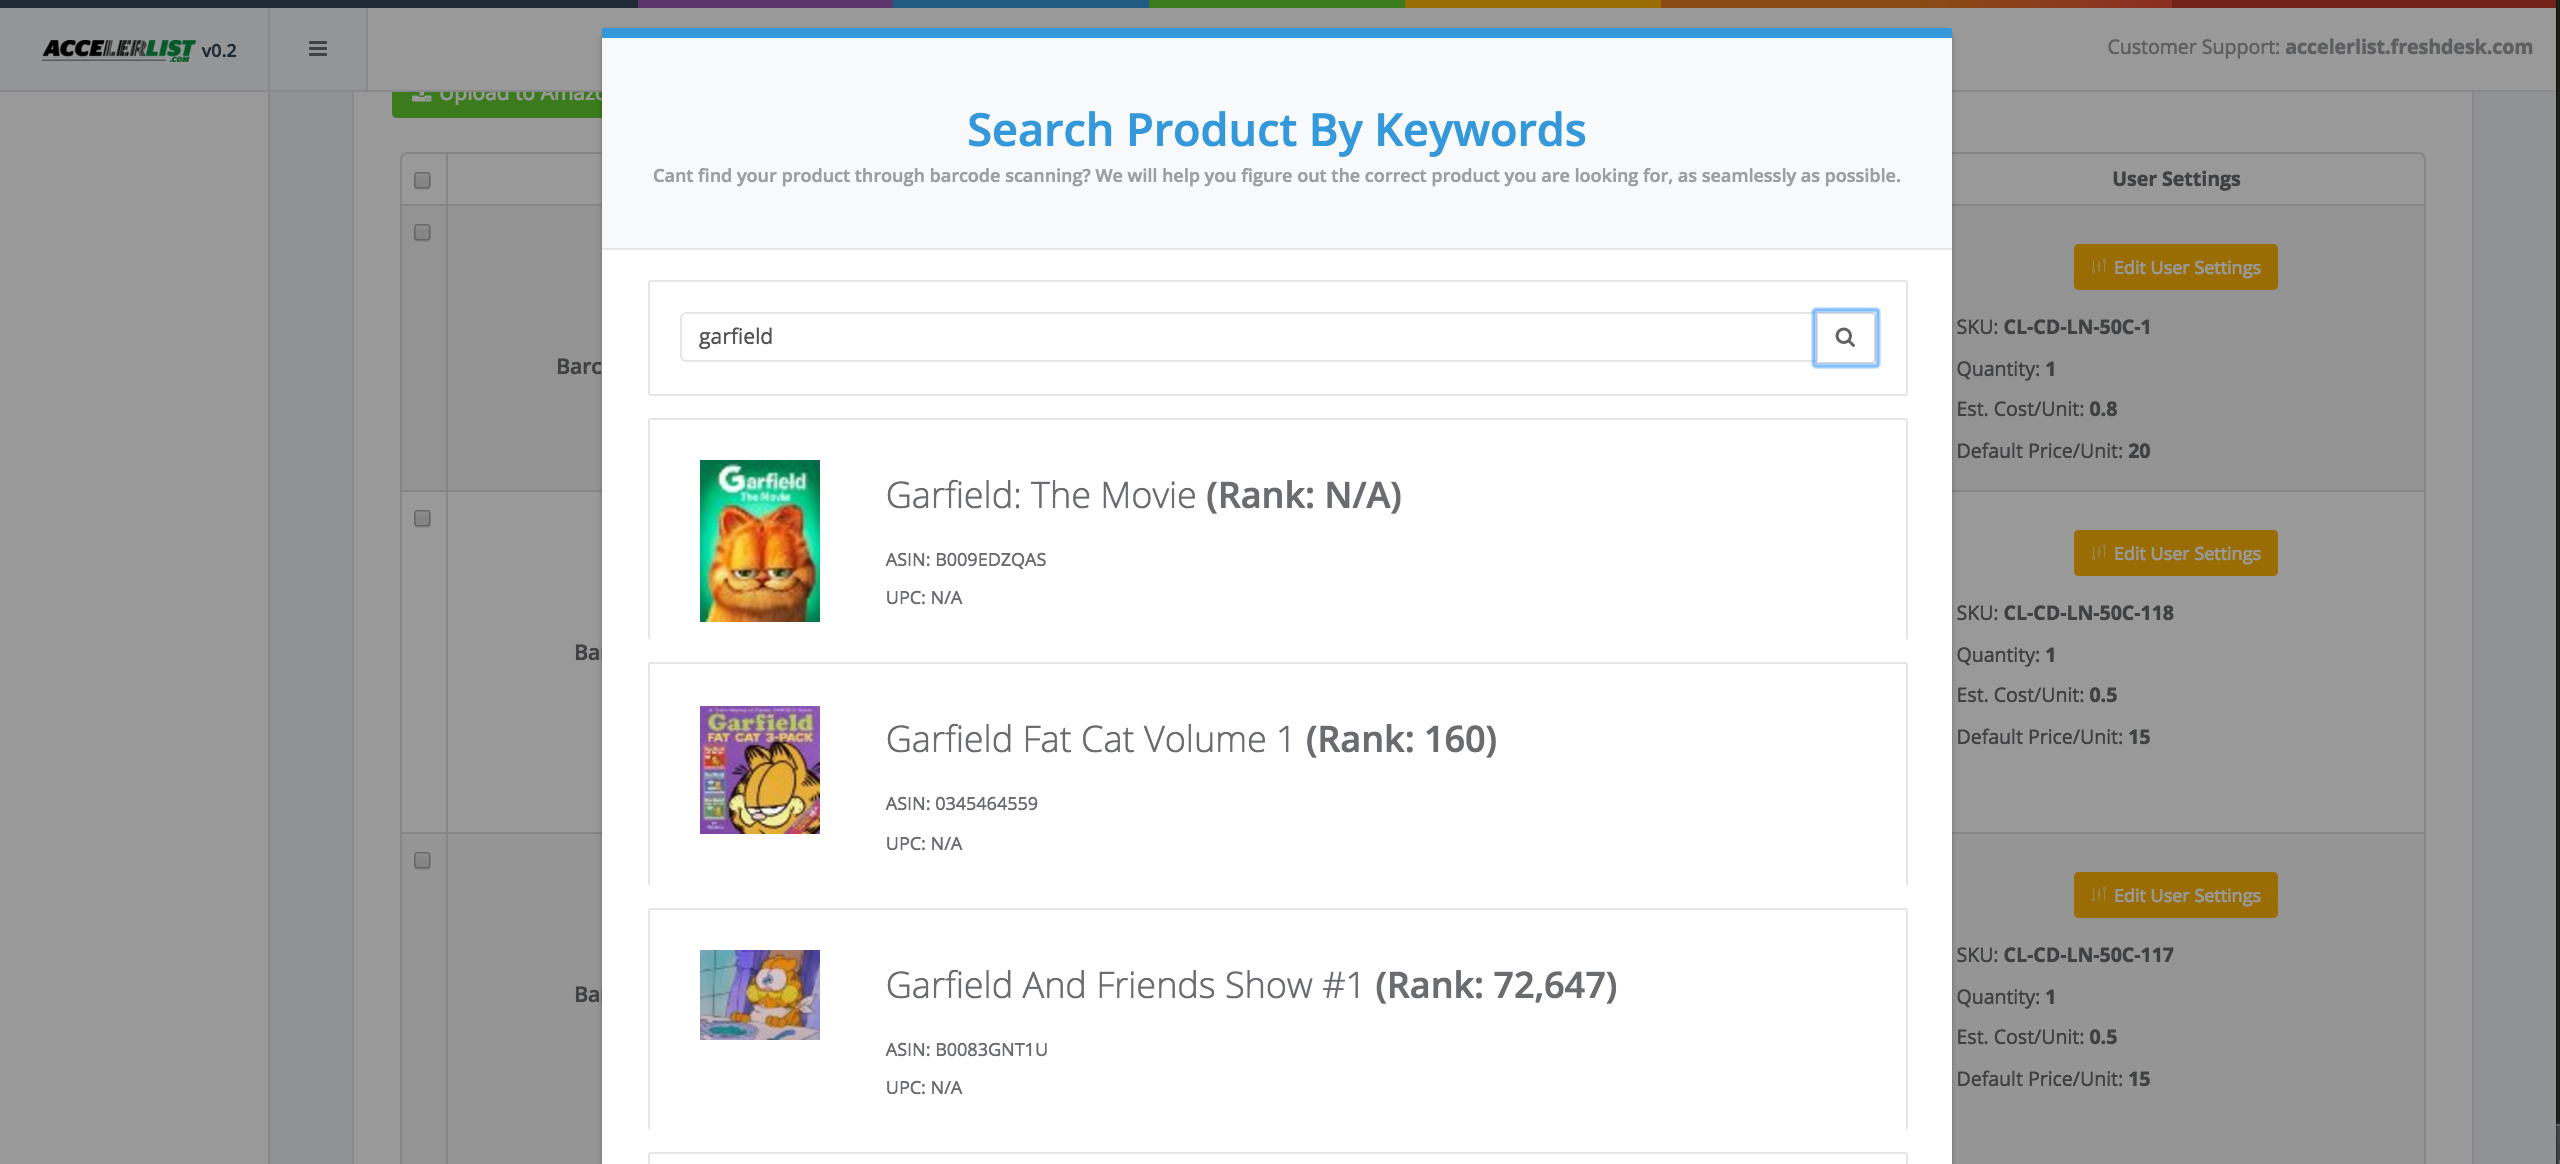 ACCELERLIST.COM v0.2
Customer Support: accelerlist.freshdesk.com
Upload to Amazo
Search Product By Keywords
Cant find your product through barcode scanning? We will help you figure out the correct product you are looking for, as seamlessly as possible.
garfield
Garfield
The Movie
Garfield: The Movie (Rank: N/A)
ASIN: B009EDZQAS
UPC: N/A
Garfield
FAT CAT 3-PACK
Garfield Fat Cat Volume 1 (Rank: 160)
ASIN: 0345464559
UPC: N/A
Garfield And Friends Show #1 (Rank: 72,647)
ASIN: B0083GNT1U
UPC: N/A
Barc
Ba
Ba
User Settings
Edit User Settings
SKU: CL-CD-LN-50C-1
Quantity: 1
Est. Cost/Unit: 0.8
Default Price/Unit: 20
Edit User Settings
SKU: CL-CD-LN-50C-118
Quantity: 1
Est. Cost/Unit: 0.5
Default Price/Unit: 15
Edit User Settings
SKU: CL-CD-LN-50C-117
Quantity: 1
Est. Cost/Unit: 0.5
Default Price/Unit: 15